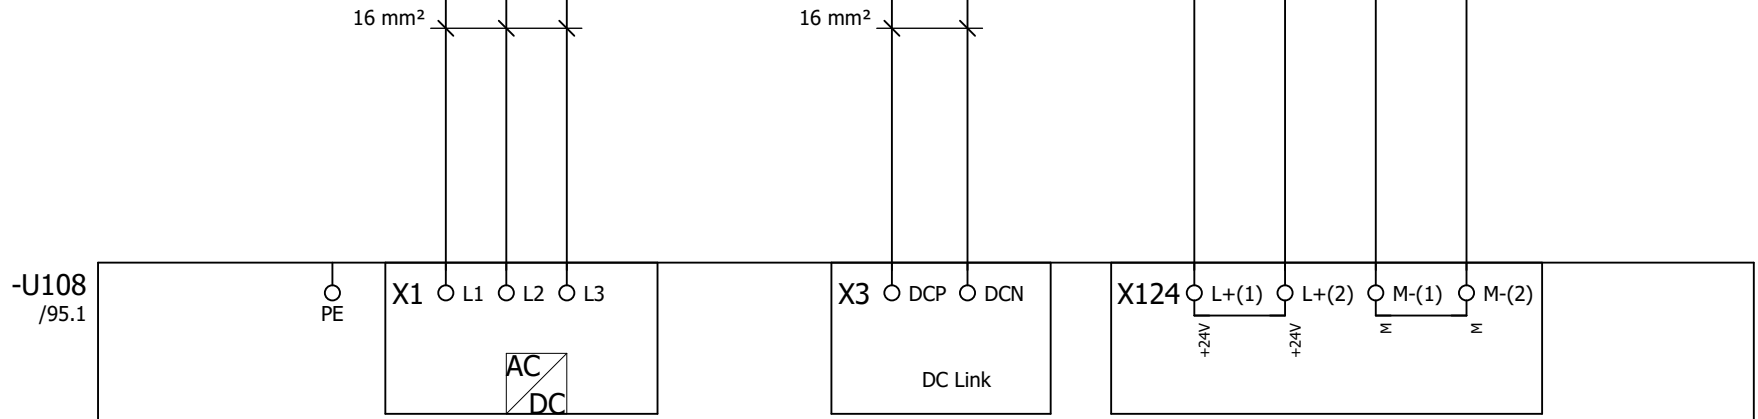 16 mm²
16 mm²
-U108
/95.1
PE
X1 L1 L2 L3
X3 DCP DCN
X124 L+(1) L+(2) M-(1) M-(2)
+24V +24V M M
AC
DC
DC Link